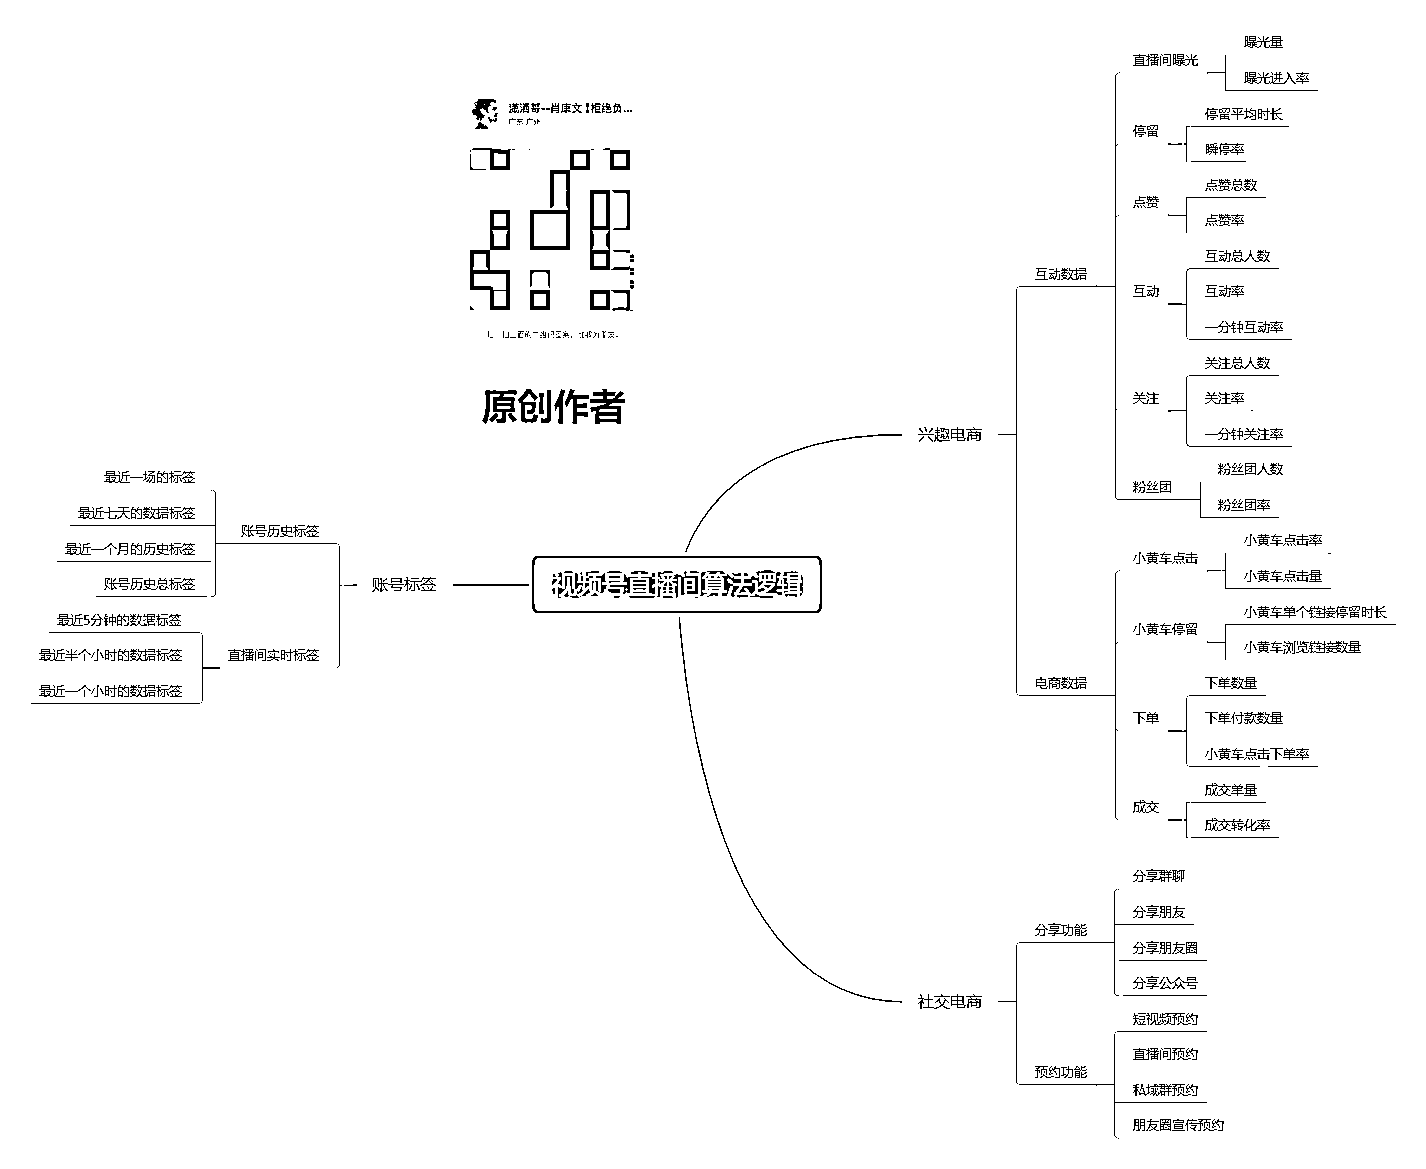 潇洒哥--肖康文【拒绝负...
广东 广州
原创作者
视频号直播间算法逻辑
兴趣电商
互动数据
直播间曝光
曝光量
曝光进入率
停留
停留平均时长
瞬停率
点赞
点赞总数
点赞率
互动
互动总人数
互动率
一分钟互动率
关注
关注总人数
关注率
一分钟关注率
粉丝团
粉丝团人数
粉丝团率
电商数据
小黄车点击
小黄车点击率
小黄车点击量
小黄车停留
小黄车单个链接停留时长
小黄车浏览链接数量
下单
下单数量
下单付款数量
小黄车点击下单率
成交
成交单量
成交转化率
社交电商
分享功能
分享群聊
分享朋友
分享朋友圈
分享公众号
预约功能
短视频预约
直播间预约
私域群预约
朋友圈宣传预约
账号标签
账号历史标签
最近一场的标签
最近七天的数据标签
最近一个月的历史标签
账号历史总标签
直播间实时标签
最近5分钟的数据标签
最近半个小时的数据标签
最近一个小时的数据标签